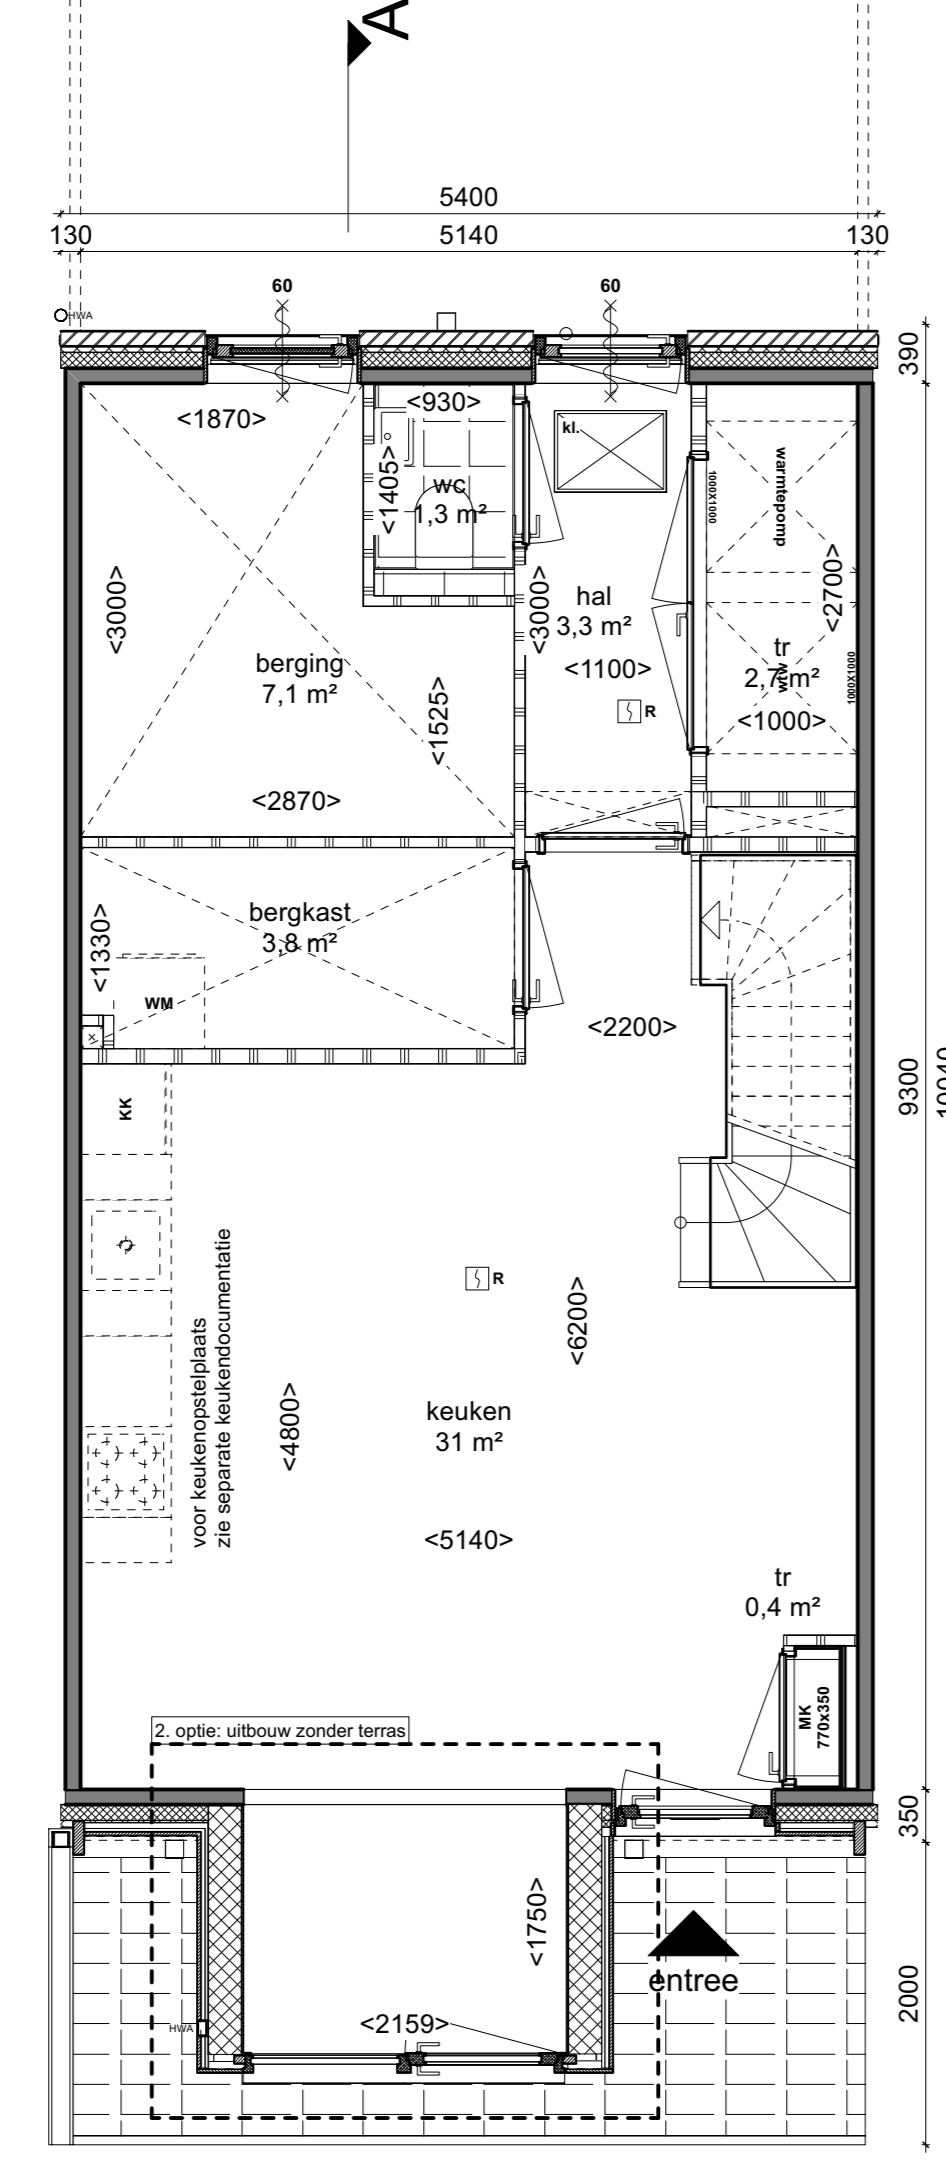 A
5400
130
5140
130
60
60
HWA
390
<1870>
<930>
kl.
<1405>
WC
1,3 m²
warmtepomp
1000X1000
<3000>
<3000>
hal
3,3 m²
<2700>
berging
7,1 m²
<1100>
tr
2,7 m²
wtw
1000X1000
<1525>
R
<1000>
<2870>
bergkast
3,8 m²
<1330>
WM
<2200>
KK
9300
10040
voor keukenopstelplaats
zie separate keukendocumentatie
R
<6200>
<4800>
keuken
31 m²
<5140>
tr
0,4 m²
MK
770x350
2. optie: uitbouw zonder terras
350
<1750>
entree
2000
<2159>
HWA